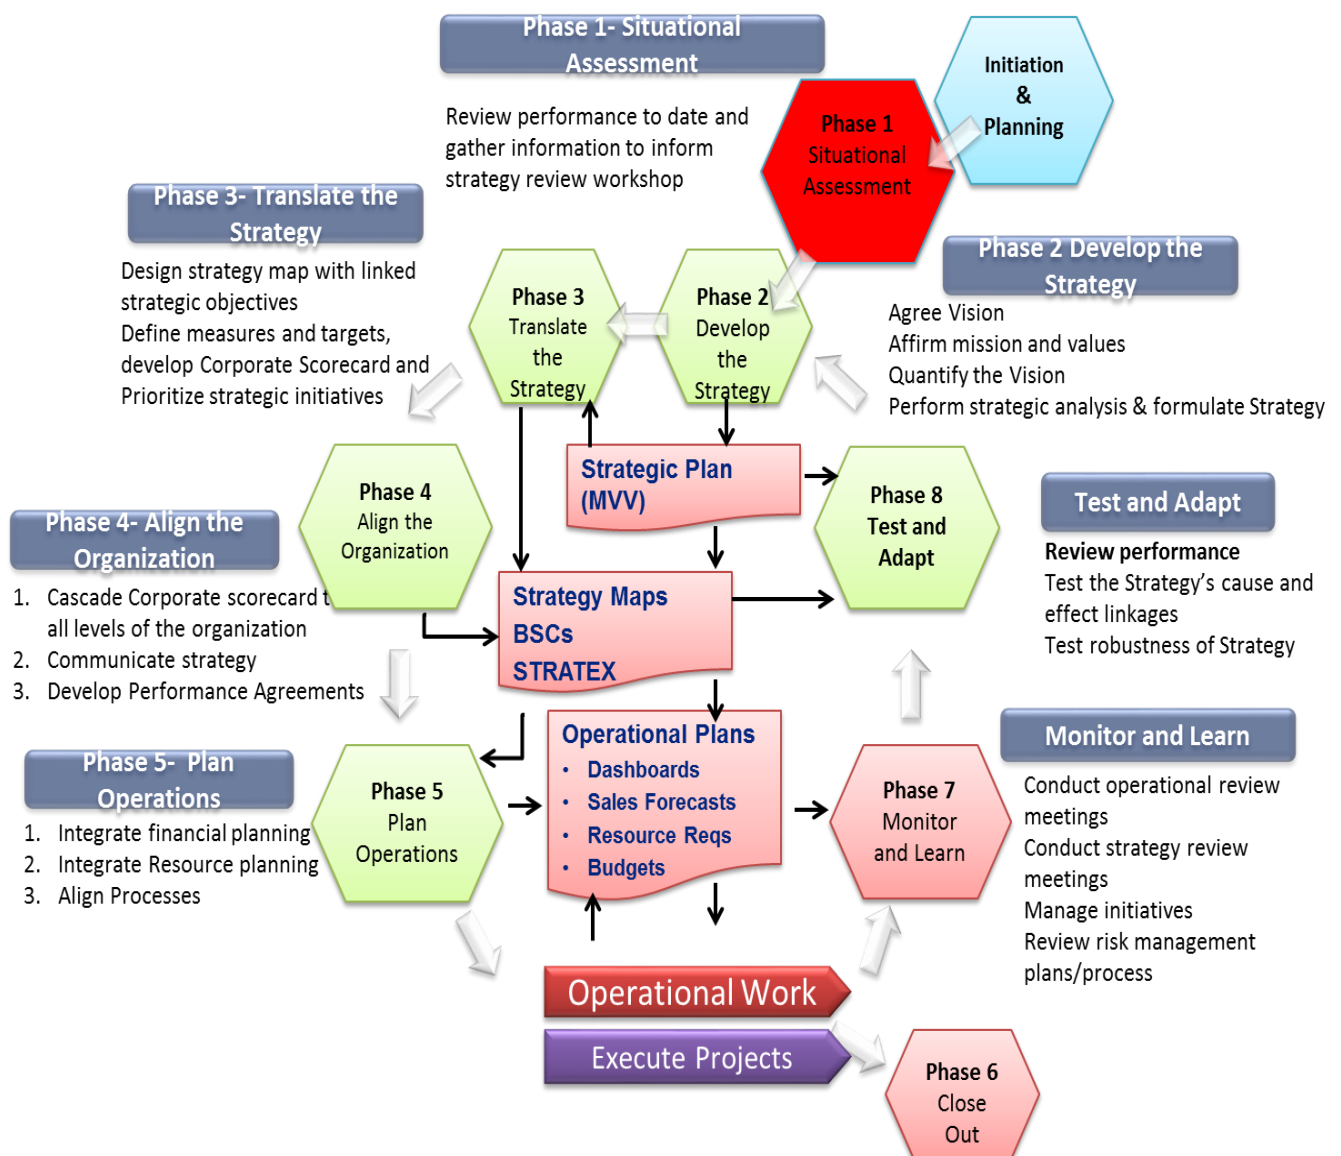 Phase 1- Situational
Assessment
Initiation
&
Planning
Review performance to date and
gather information to inform
strategy review workshop
Phase 1
Situational
Assessment
Phase 3- Translate the
Strategy
Design strategy map with linked
strategic objectives
Define measures and targets,
develop Corporate Scorecard and
Prioritize strategic initiatives
Phase 3
Translate
the
Strategy
Phase 2
Develop
the
Strategy
Phase 2 Develop the
Strategy
Agree Vision
Affirm mission and values
Quantify the Vision
Perform strategic analysis & formulate Strategy
Strategic Plan
(MVV)
Phase 4
Align the
Organization
Phase 8
Test and
Adapt
Test and Adapt
Review performance
Test the Strategy’s cause and
effect linkages
Test robustness of Strategy
Phase 4- Align the
Organization
1. Cascade Corporate scorecard t
all levels of the organization
2. Communicate strategy
3. Develop Performance Agreements
Strategy Maps
BSCs
STRATEX
Phase 5- Plan
Operations
1. Integrate financial planning
2. Integrate Resource planning
3. Align Processes
Phase 5
Plan
Operations
Operational Plans
• Dashboards
• Sales Forecasts
• Resource Reqs
• Budgets
Phase 7
Monitor
and Learn
Monitor and Learn
Conduct operational review
meetings
Conduct strategy review
meetings
Manage initiatives
Review risk management
plans/process
Operational Work
Execute Projects
Phase 6
Close
Out